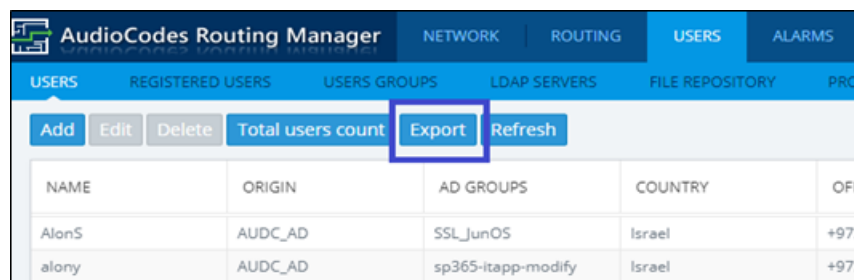 AudioCodes Routing Manager NETWORK ROUTING USERS ALARMS
USERS REGISTERED USERS USERS GROUPS LDAP SERVERS FILE REPOSITORY PRO
Add Edit Delete Total users count Export Refresh
NAME ORIGIN AD GROUPS COUNTRY OF
AlonS AUDC_AD SSL_JunOS Israel +97
alony AUDC_AD sp365-itapp-modify Israel +97